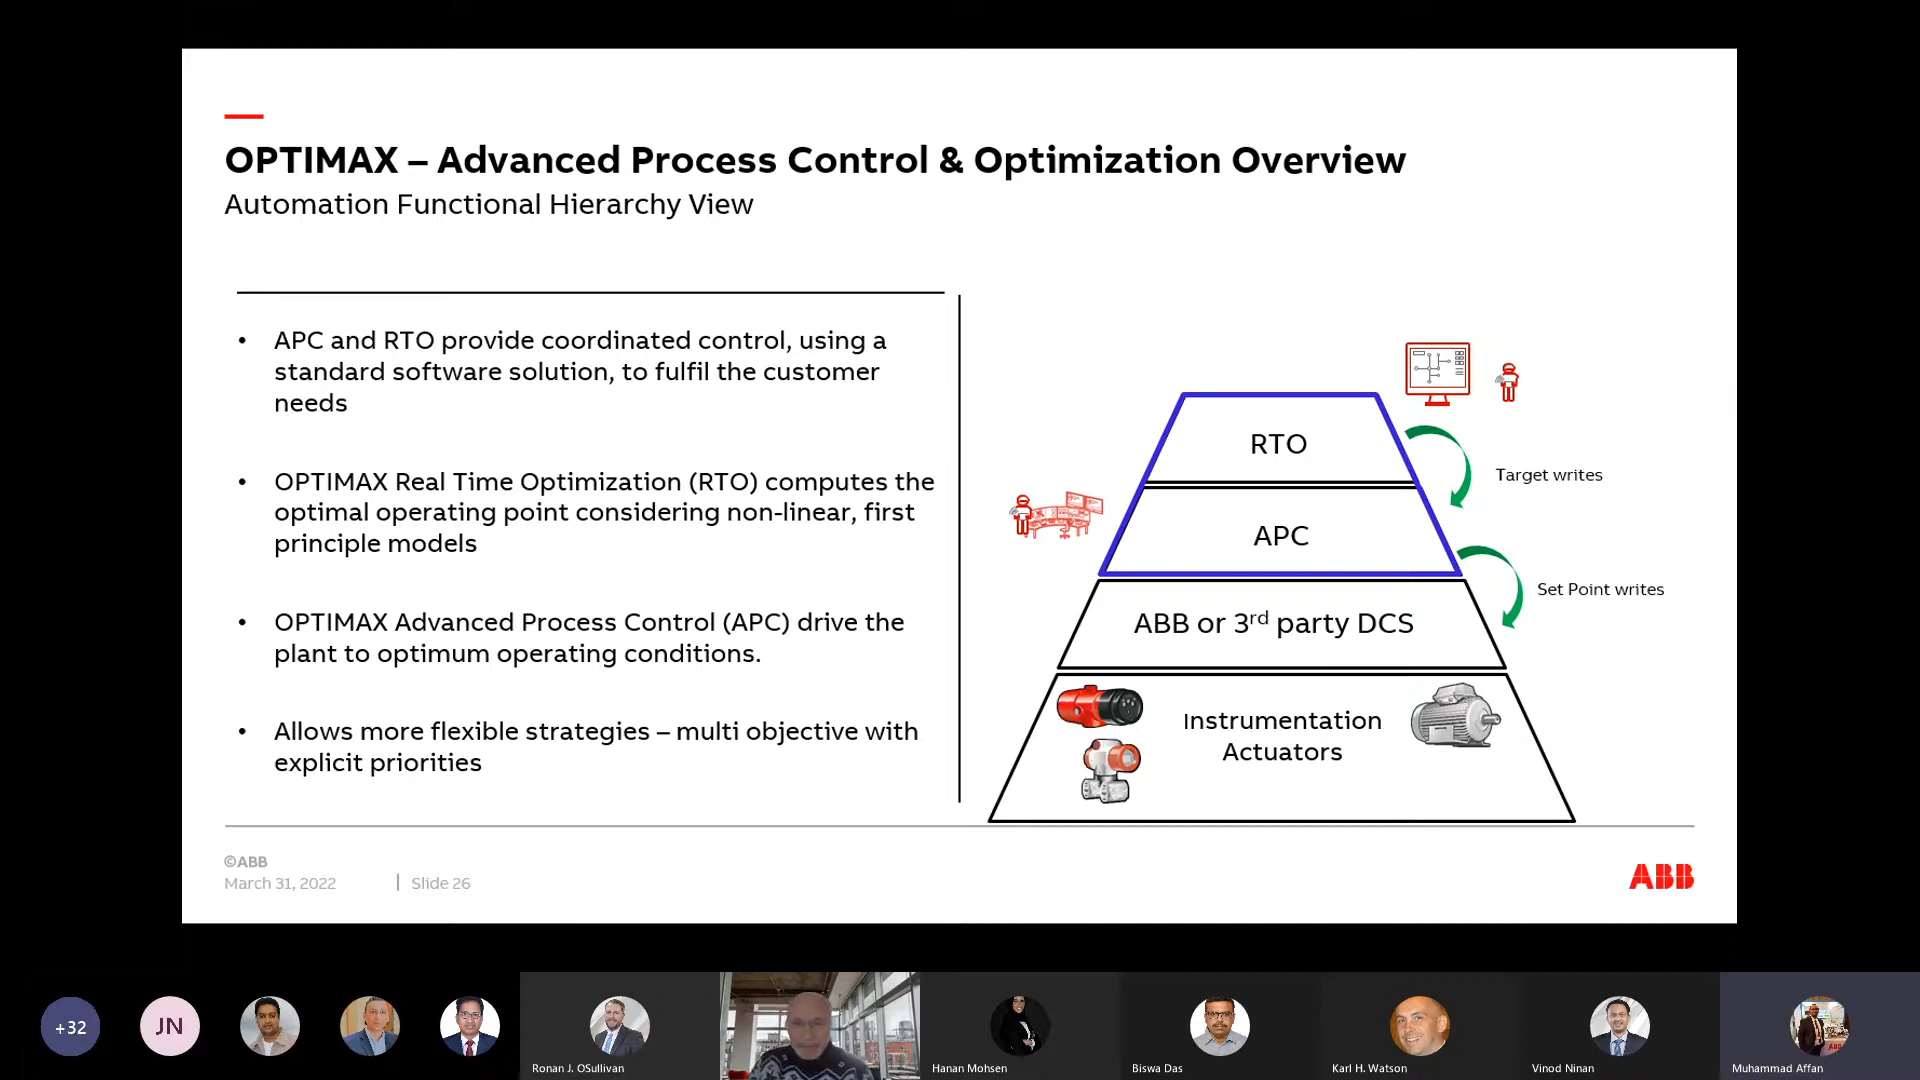 OPTIMAX – Advanced Process Control & Optimization Overview
Automation Functional Hierarchy View
• APC and RTO provide coordinated control, using a
standard software solution, to fulfil the customer
needs
• OPTIMAX Real Time Optimization (RTO) computes the
optimal operating point considering non-linear, first
principle models
• OPTIMAX Advanced Process Control (APC) drive the
plant to optimum operating conditions.
• Allows more flexible strategies – multi objective with
explicit priorities
RTO
Target writes
APC
Set Point writes
ABB or 3rd party DCS
Instrumentation
Actuators
©ABB
March 31, 2022 | Slide 26
ABB
+32
JN
Ronan J. OSullivan
Hanan Mohsen
Biswa Das
Karl H. Watson
Vinod Ninan
Muhammad Affan